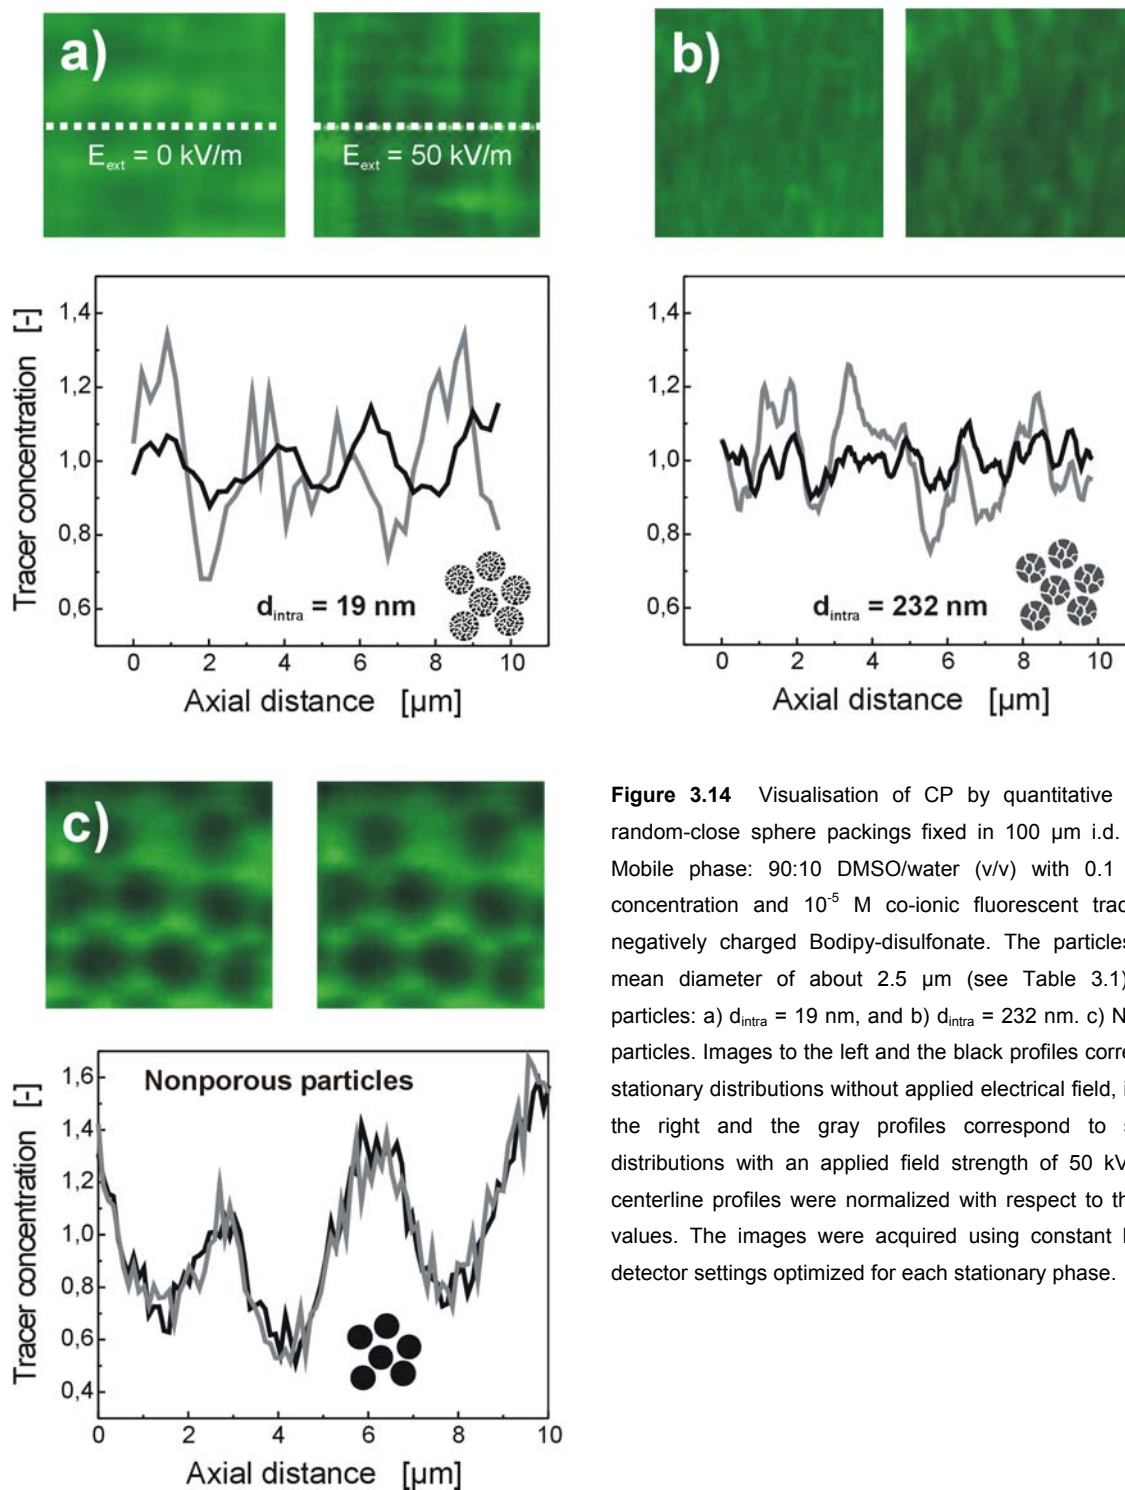 a)
E_ext = 0 kV/m
E_ext = 50 kV/m
b)
Tracer concentration [-]
1,4
1,2
1,0
0,8
0,6
d_intra = 19 nm
0 2 4 6 8 10
Axial distance [µm]
1,4
1,2
1,0
0,8
0,6
d_intra = 232 nm
0 2 4 6 8 10
Axial distance [µm]
c)
Tracer concentration [-]
1,6
1,4
1,2
1,0
0,8
0,6
0,4
Nonporous particles
0 2 4 6 8 10
Axial distance [µm]
Figure 3.14 Visualisation of CP by quantitative
random-close sphere packings fixed in 100 µm i.d.
Mobile phase: 90:10 DMSO/water (v/v) with 0.1
concentration and 10⁻⁵ M co-ionic fluorescent trac
negatively charged Bodipy-disulfonate. The particles
mean diameter of about 2.5 µm (see Table 3.1)
particles: a) d_intra = 19 nm, and b) d_intra = 232 nm. c) N
particles. Images to the left and the black profiles corre
stationary distributions without applied electrical field, i
the right and the gray profiles correspond to s
distributions with an applied field strength of 50 kV
centerline profiles were normalized with respect to th
values. The images were acquired using constant l
detector settings optimized for each stationary phase.